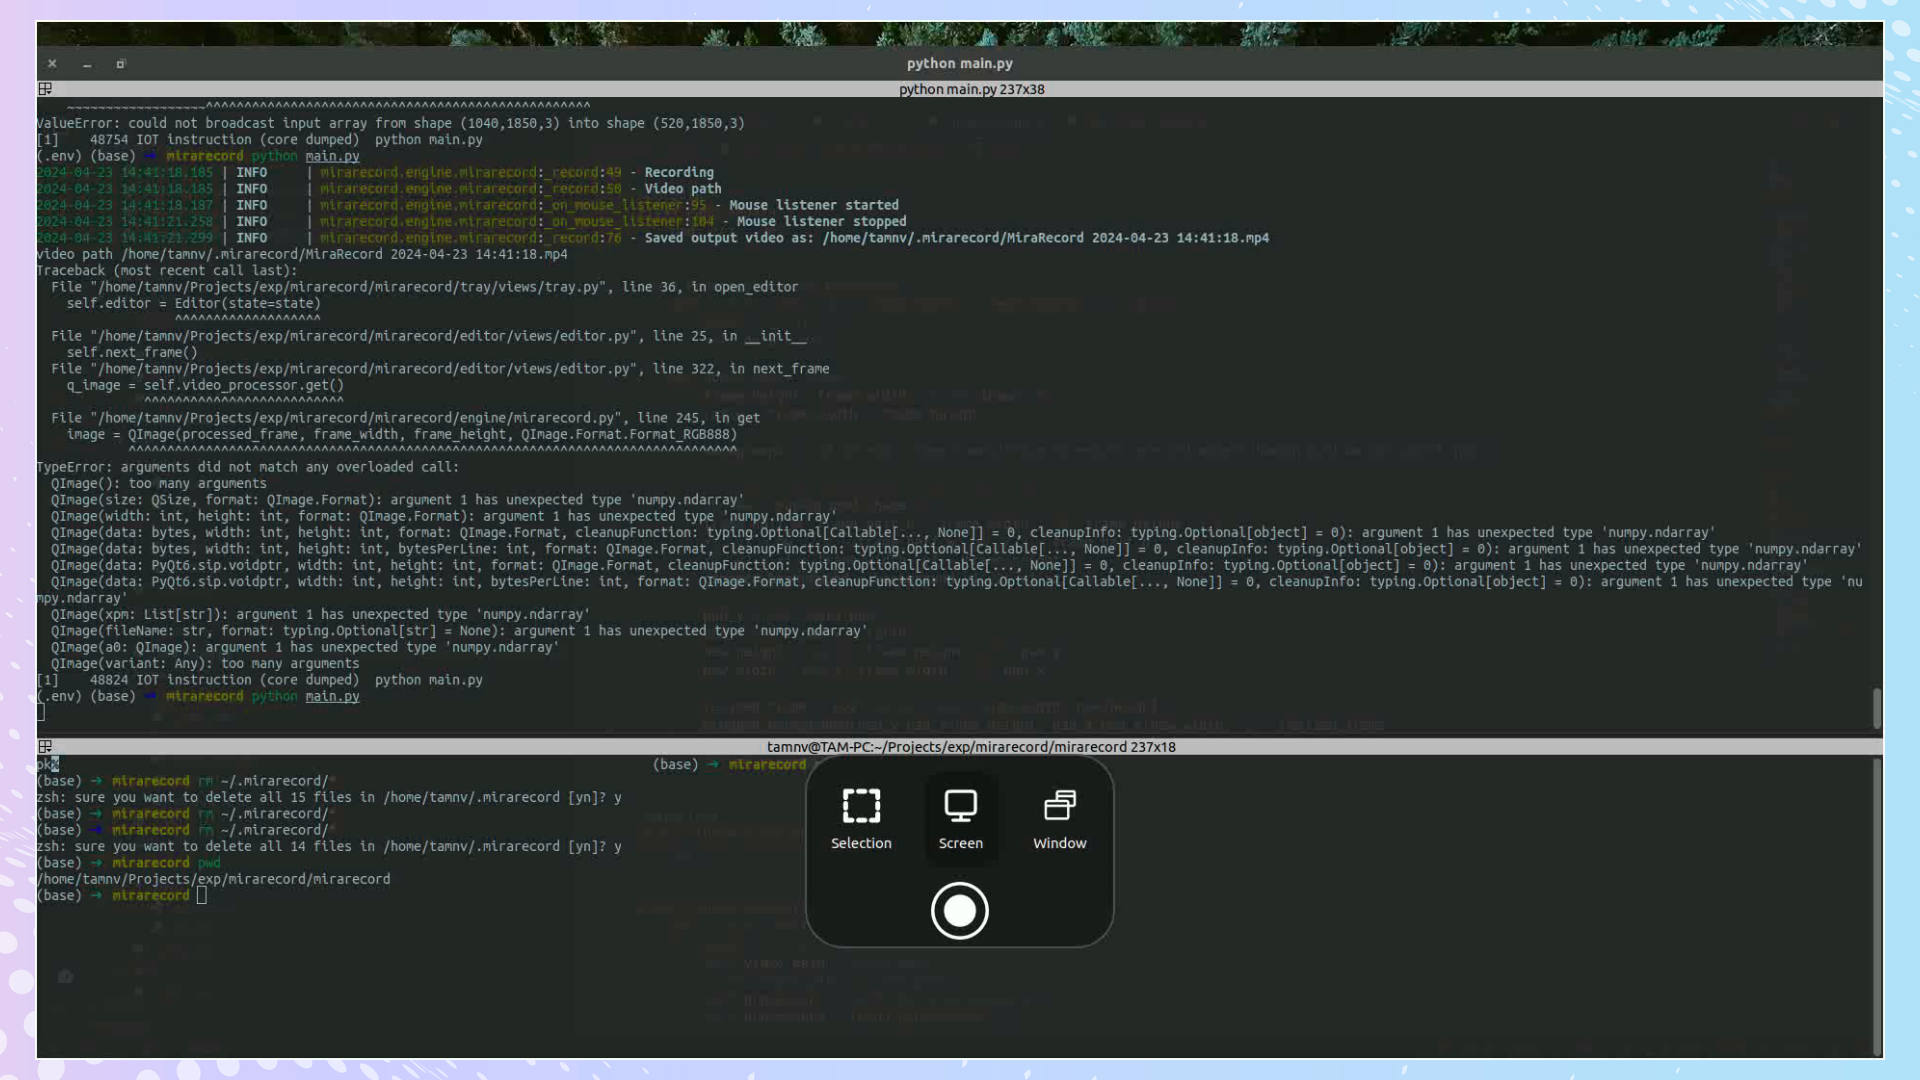 python main.py
python main.py 237x38
~~~~~~~~~~~~~~~~~~^^^^^^^^^^^^^^^^^^^^^^^^^^^^^^^^^^^^^^^^^^^^^^^^^^
ValueError: could not broadcast input array from shape (1040,1850,3) into shape (520,1850,3)
[1]    48754 IOT instruction (core dumped)  python main.py
(.env) (base) → mirarecord python main.py
2024-04-23 14:41:18.185 | INFO     | mirarecord.engine.mirarecord:_record:49 - Recording
2024-04-23 14:41:18.185 | INFO     | mirarecord.engine.mirarecord:_record:50 - Video path
2024-04-23 14:41:18.187 | INFO     | mirarecord.engine.mirarecord:_on_mouse_listener:95 - Mouse listener started
2024-04-23 14:41:21.258 | INFO     | mirarecord.engine.mirarecord:_on_mouse_listener:104 - Mouse listener stopped
2024-04-23 14:41:21.299 | INFO     | mirarecord.engine.mirarecord:_record:76 - Saved output video as: /home/tamnv/.mirarecord/MiraRecord 2024-04-23 14:41:18.mp4
video path /home/tamnv/.mirarecord/MiraRecord 2024-04-23 14:41:18.mp4
Traceback (most recent call last):
  File "/home/tamnv/Projects/exp/mirarecord/mirarecord/tray/views/tray.py", line 36, in open_editor
    self.editor = Editor(state=state)
                  ^^^^^^^^^^^^^^^^^^^
  File "/home/tamnv/Projects/exp/mirarecord/mirarecord/editor/views/editor.py", line 25, in __init__
    self.next_frame()
  File "/home/tamnv/Projects/exp/mirarecord/mirarecord/editor/views/editor.py", line 322, in next_frame
    q_image = self.video_processor.get()
              ^^^^^^^^^^^^^^^^^^^^^^^^^^
  File "/home/tamnv/Projects/exp/mirarecord/mirarecord/engine/mirarecord.py", line 245, in get
    image = QImage(processed_frame, frame_width, frame_height, QImage.Format.Format_RGB888)
            ^^^^^^^^^^^^^^^^^^^^^^^^^^^^^^^^^^^^^^^^^^^^^^^^^^^^^^^^^^^^^^^^^^^^^^^^^^^^^^^
TypeError: arguments did not match any overloaded call:
  QImage(): too many arguments
  QImage(size: QSize, format: QImage.Format): argument 1 has unexpected type 'numpy.ndarray'
  QImage(width: int, height: int, format: QImage.Format): argument 1 has unexpected type 'numpy.ndarray'
  QImage(data: bytes, width: int, height: int, format: QImage.Format, cleanupFunction: typing.Optional[Callable[..., None]] = 0, cleanupInfo: typing.Optional[object] = 0): argument 1 has unexpected type 'numpy.ndarray'
  QImage(data: bytes, width: int, height: int, bytesPerLine: int, format: QImage.Format, cleanupFunction: typing.Optional[Callable[..., None]] = 0, cleanupInfo: typing.Optional[object] = 0): argument 1 has unexpected type 'numpy.ndarray'
  QImage(data: PyQt6.sip.voidptr, width: int, height: int, format: QImage.Format, cleanupFunction: typing.Optional[Callable[..., None]] = 0, cleanupInfo: typing.Optional[object] = 0): argument 1 has unexpected type 'numpy.ndarray'
  QImage(data: PyQt6.sip.voidptr, width: int, height: int, bytesPerLine: int, format: QImage.Format, cleanupFunction: typing.Optional[Callable[..., None]] = 0, cleanupInfo: typing.Optional[object] = 0): argument 1 has unexpected type 'nu
mpy.ndarray'
  QImage(xpm: List[str]): argument 1 has unexpected type 'numpy.ndarray'
  QImage(fileName: str, format: typing.Optional[str] = None): argument 1 has unexpected type 'numpy.ndarray'
  QImage(a0: QImage): argument 1 has unexpected type 'numpy.ndarray'
  QImage(variant: Any): too many arguments
[1]    48824 IOT instruction (core dumped)  python main.py
(.env) (base) → mirarecord python main.py
tamnv@TAM-PC:~/Projects/exp/mirarecord/mirarecord 237x18
(base) → mirarecord
(base) → mirarecord rm ~/.mirarecord/*
zsh: sure you want to delete all 15 files in /home/tamnv/.mirarecord [yn]? y
(base) → mirarecord rm ~/.mirarecord/*
(base) → mirarecord rm ~/.mirarecord/*
zsh: sure you want to delete all 14 files in /home/tamnv/.mirarecord [yn]? y
(base) → mirarecord pwd
/home/tamnv/Projects/exp/mirarecord/mirarecord
(base) → mirarecord
Selection
Screen
Window